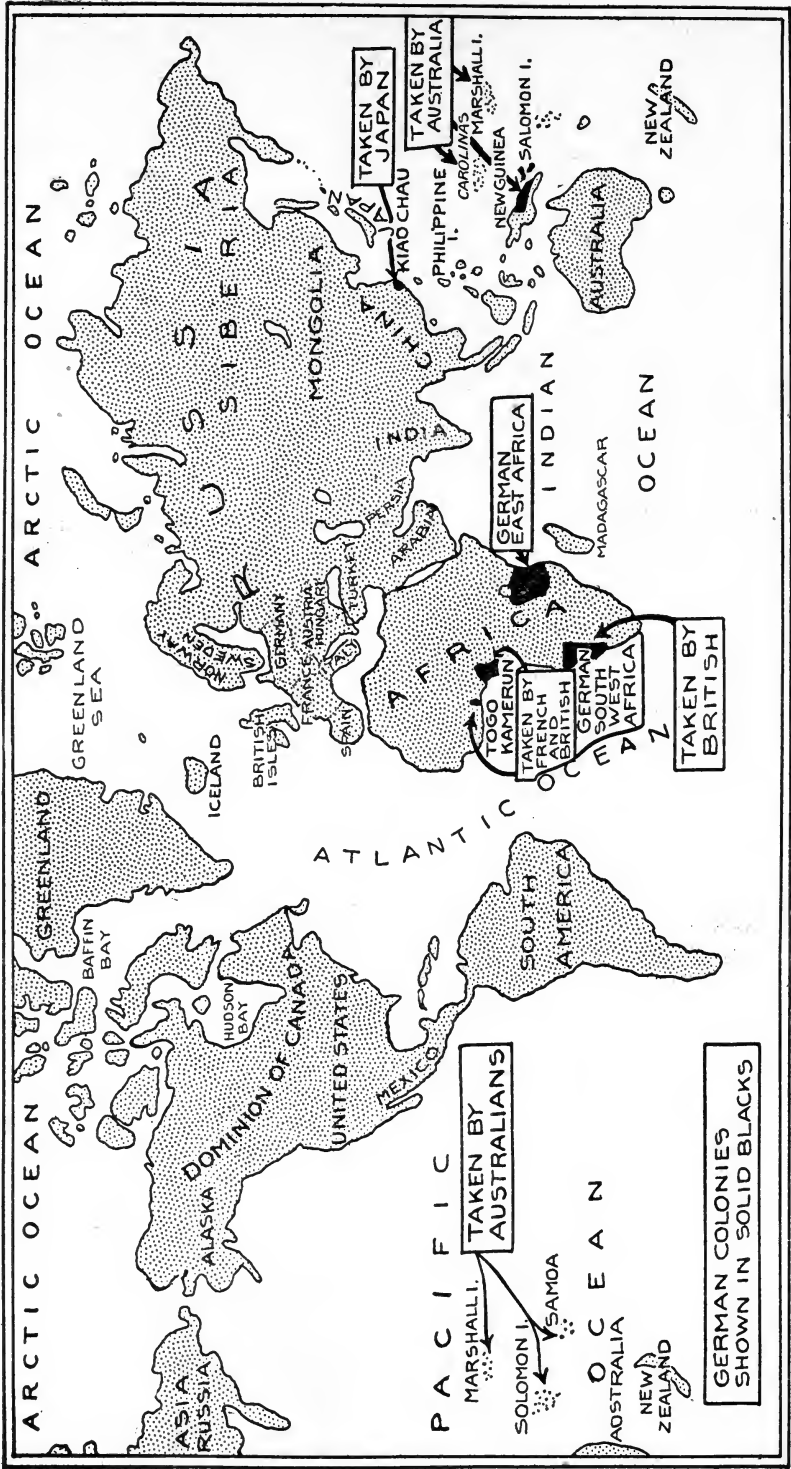 ARCTIC OCEAN
ARCTIC OCEAN
ASIA
RUSSIA
ALASKA
DOMINION OF CANADA
HUDSON
BAY
BAFFIN
BAY
GREENLAND
GREENLAND
SEA
ICELAND
UNITED STATES
MEXICO
SOUTH
AMERICA
ATLANTIC
OCEAN
PACIFIC
OCEAN
MARSHALL I.
SOLOMON I.
SAMOA
TAKEN BY
AUSTRALIANS
AUSTRALIA
NEW
ZEALAND
GERMAN COLONIES
SHOWN IN SOLID BLACKS
BRITISH
ISLES
NORWAY
SWEDEN
GERMANY
FRANCE
AUSTRIA
HUNGARI
SPAIN
TURKEY
RUSSIA
SIBERIA
MONGOLIA
CHINA
JAPAN
PERSIA
ARABIA
INDIA
TAKEN BY
JAPAN
KIAO CHAU
TAKEN BY
AUSTRALIA
PHILIPPINE
I.
CAROLINAS
MARSHALL I.
NEW GUINEA
SALOMON I.
AUSTRALIA
NEW
ZEALAND
INDIAN
OCEAN
MADAGASCAR
GERMAN
EAST AFRICA
AFRICA
TOGO
KAMERUN
TAKEN BY
FRENCH
AND
BRITISH
GERMAN
SOUTH
WEST
AFRICA
TAKEN BY
BRITISH